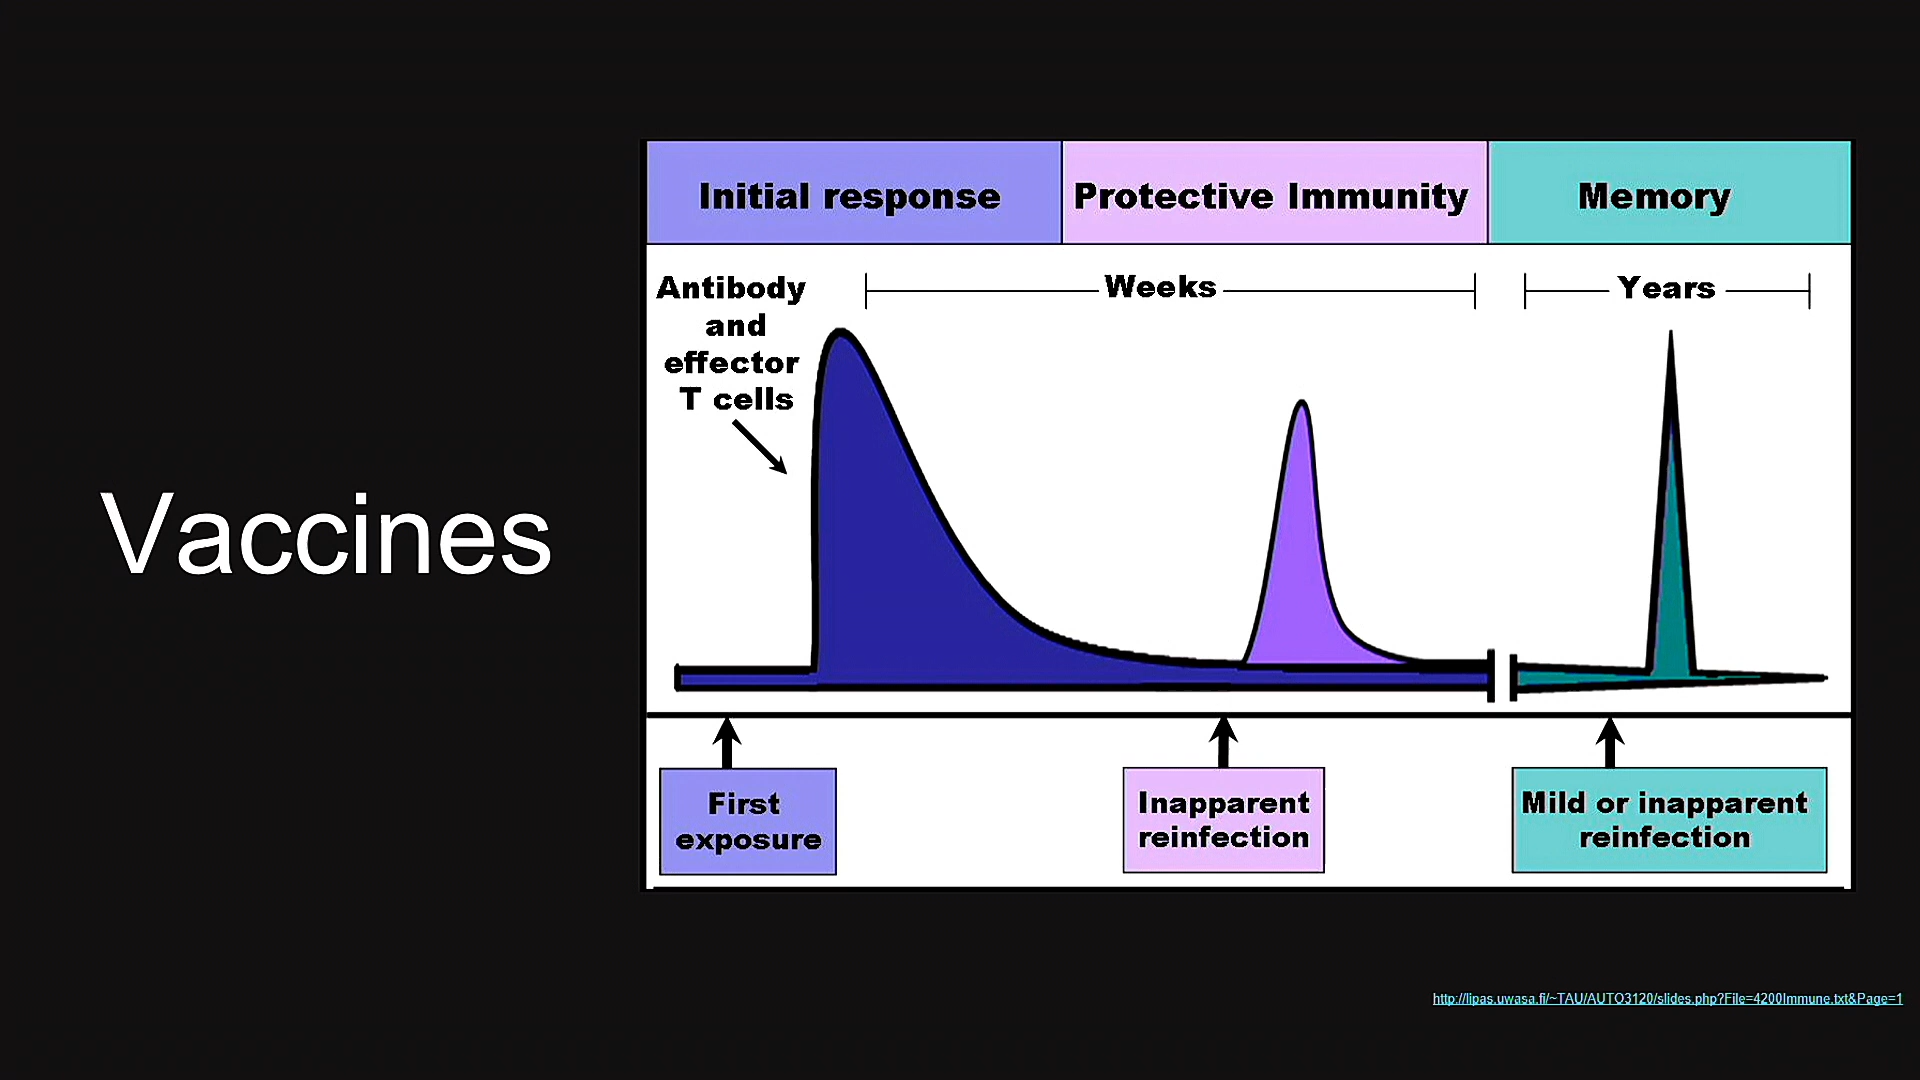 Vaccines
Initial response
Protective Immunity
Memory
Antibody
and
effector
T cells
Weeks
Years
First
exposure
Inapparent
reinfection
Mild or inapparent
reinfection
http://lipas.uwasa.fi/~TAU/AUTO3120/slides.php?File=4200Immune.txt&Page=1